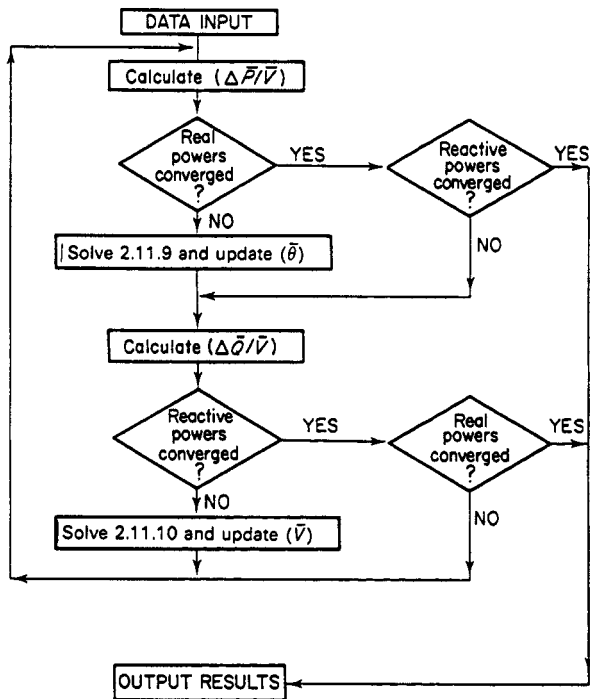 DATA INPUT
Calculate (ΔP̅/V̅)
Real
powers
converged
?
YES
Reactive
powers
converged
?
YES
NO
Solve 2.11.9 and update (θ̅)
NO
Calculate (ΔQ̅/V̅)
Reactive
powers
converged
?
YES
Real
powers
converged
?
YES
NO
Solve 2.11.10 and update (V̅)
NO
OUTPUT RESULTS